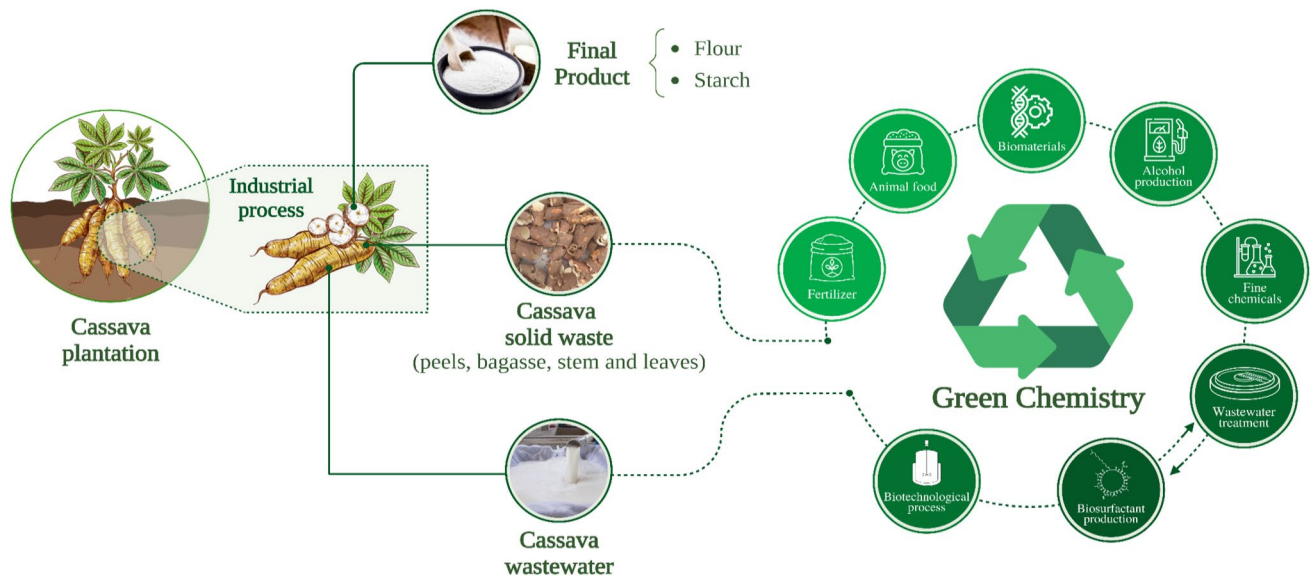 Final
Product
Flour
Starch
Industrial
process
Cassava
plantation
Cassava
solid waste
(peels, bagasse, stem and leaves)
Cassava
wastewater
Biomaterials
Animal food
Alcohol
production
Fertilizer
Fine
chemicals
Green Chemistry
Wastewater
treatment
Biotechnological
process
Biosurfactant
production